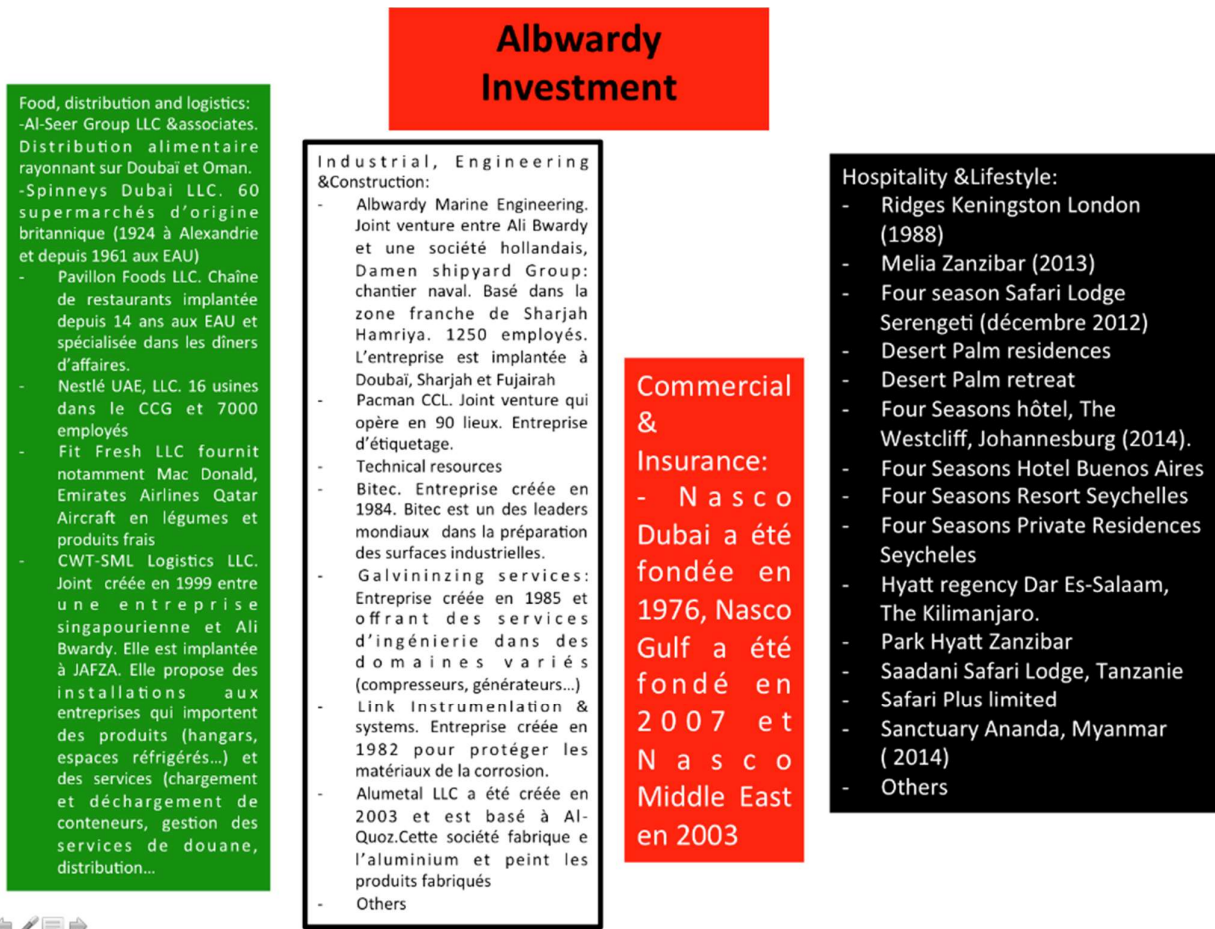 Albwardy
Investment
Food, distribution and logistics:
-Al-Seer Group LLC &associates.
Distribution alimentaire
rayonnant sur Doubaï et Oman.
-Spinneys Dubai LLC. 60
supermarchés d'origine
britannique (1924 à Alexandrie
et depuis 1961 aux EAU)
- Pavillon Foods LLC. Chaîne
de restaurants implantée
depuis 14 ans aux EAU et
spécialisée dans les dîners
d'affaires.
- Nestlé UAE, LLC. 16 usines
dans le CCG et 7000
employés
- Fit Fresh LLC fournit
notamment Mac Donald,
Emirates Airlines Qatar
Aircraft en légumes et
produits frais
- CWT-SML Logistics LLC.
Joint créée en 1999 entre
une entreprise
singapourienne et Ali
Bwardy. Elle est implantée
à JAFZA. Elle propose des
installations aux
entreprises qui importent
des produits (hangars,
espaces réfrigérés...) et
des services (chargement
et déchargement de
conteneurs, gestion des
services de douane,
distribution...
Industrial, Engineering
&Construction:
- Albwardy Marine Engineering.
Joint venture entre Ali Bwardy
et une société hollandais,
Damen shipyard Group:
chantier naval. Basé dans la
zone franche de Sharjah
Hamriya. 1250 employés.
L'entreprise est implantée à
Doubaï, Sharjah et Fujairah
- Pacman CCL. Joint venture qui
opère en 90 lieux. Entreprise
d'étiquetage.
- Technical resources
- Bitec. Entreprise créée en
1984. Bitec est un des leaders
mondiaux dans la préparation
des surfaces industrielles.
- Galvininzing services:
Entreprise créée en 1985 et
offrant des services
d'ingénierie dans des
domaines variés
(compresseurs, générateurs...)
- Link Instrumenlation &
systems. Entreprise créée en
1982 pour protéger les
matériaux de la corrosion.
- Alumetal LLC a été créée en
2003 et est basé à Al-
Quoz.Cette société fabrique e
l'aluminium et peint les
produits fabriqués
- Others
Commercial
&
Insurance:
- Nasco
Dubai a été
fondée en
1976, Nasco
Gulf a été
fondé en
2007 et
Nasco
Middle East
en 2003
Hospitality &Lifestyle:
- Ridges Keningston London
(1988)
- Melia Zanzibar (2013)
- Four season Safari Lodge
Serengeti (décembre 2012)
- Desert Palm residences
- Desert Palm retreat
- Four Seasons hôtel, The
Westcliff, Johannesburg (2014).
- Four Seasons Hotel Buenos Aires
- Four Seasons Resort Seychelles
- Four Seasons Private Residences
Seycheles
- Hyatt regency Dar Es-Salaam,
The Kilimanjaro.
- Park Hyatt Zanzibar
- Saadani Safari Lodge, Tanzanie
- Safari Plus limited
- Sanctuary Ananda, Myanmar
( 2014)
- Others